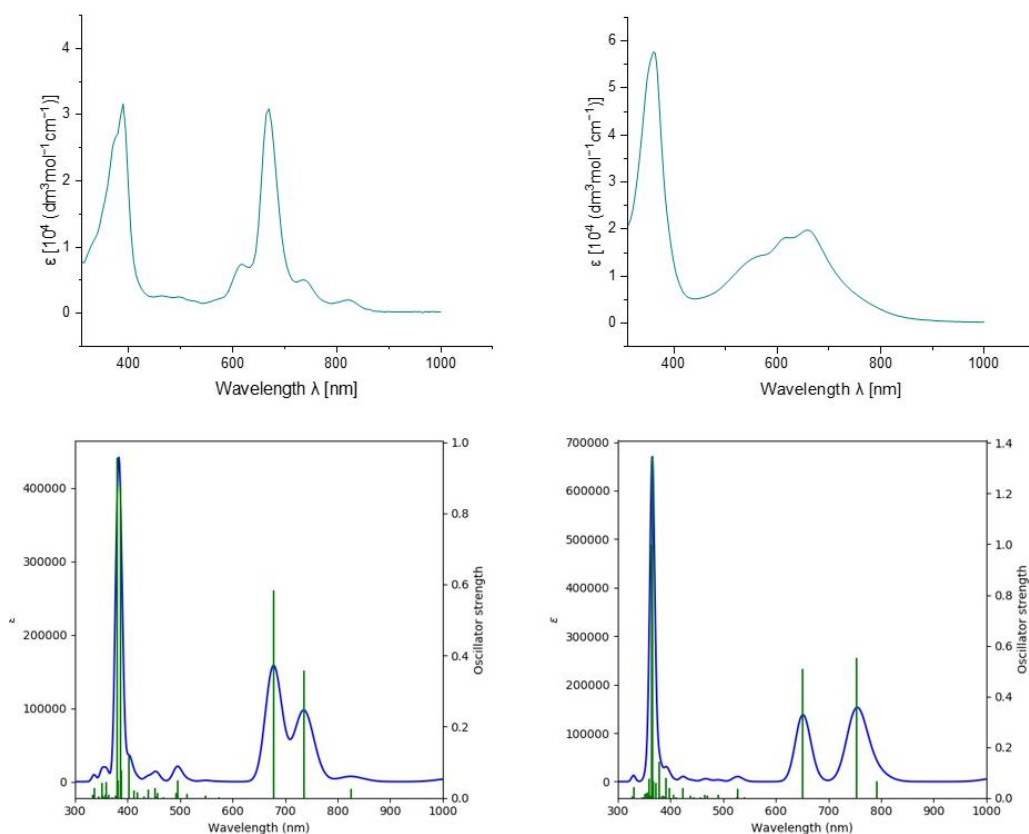 4
3
2
1
0
ε [10⁴ (dm³mol⁻¹cm⁻¹)]
400 600 800 1000
Wavelength λ [nm]
6
5
4
3
2
1
0
ε [10⁴ (dm³mol⁻¹cm⁻¹)]
400 600 800 1000
Wavelength λ [nm]
400000
300000
200000
100000
0
ε
1.0
0.8
0.6
0.4
0.2
0.0
Oscillator strength
300 400 500 600 700 800 900 1000
Wavelength (nm)
700000
600000
500000
400000
300000
200000
100000
0
ε
1.4
1.2
1.0
0.8
0.6
0.4
0.2
0.0
Oscillator strength
300 400 500 600 700 800 900 1000
Wavelength (nm)